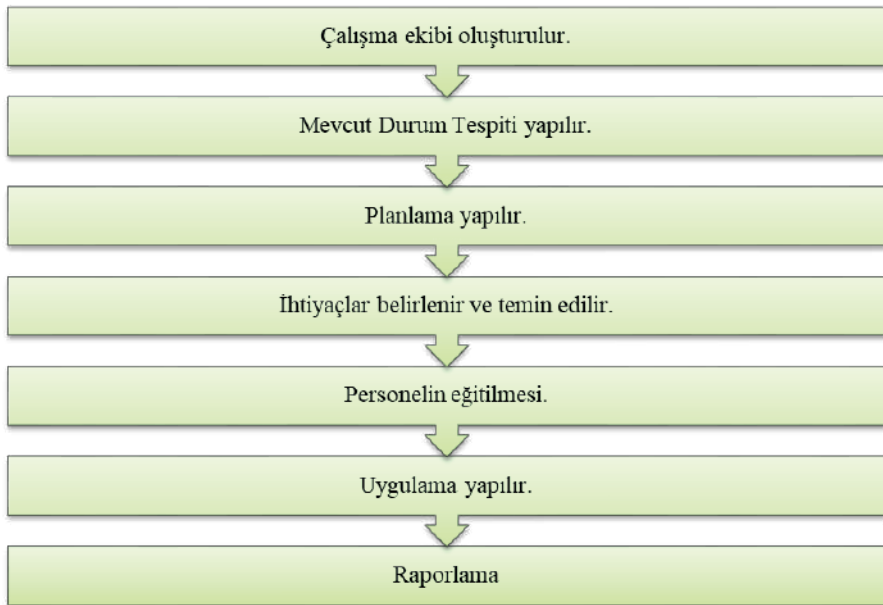 Çalışma ekibi oluşturulur.
Mevcut Durum Tespiti yapılır.
Planlama yapılır.
İhtiyaçlar belirlenir ve temin edilir.
Personelin eğitilmesi.
Uygulama yapılır.
Raporlama